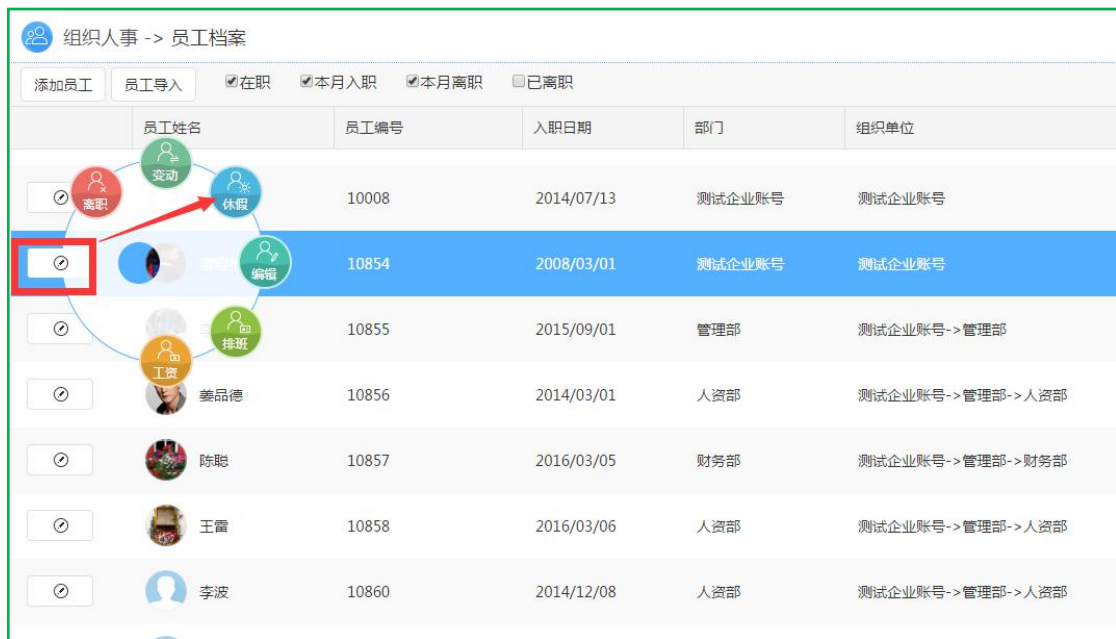 组织人事 -> 员工档案
添加员工 员工导入 在职 本月入职 本月离职 已离职
员工姓名 员工编号 入职日期 部门 组织单位
变动
离职 休假 10008 2014/07/13 测试企业账号 测试企业账号
编辑 10854 2008/03/01 测试企业账号 测试企业账号
排班 10855 2015/09/01 管理部 测试企业账号->管理部
工资
姜品德 10856 2014/03/01 人资部 测试企业账号->管理部->人资部
陈聪 10857 2016/03/05 财务部 测试企业账号->管理部->财务部
王雷 10858 2016/03/06 人资部 测试企业账号->管理部->人资部
李波 10860 2014/12/08 人资部 测试企业账号->管理部->人资部